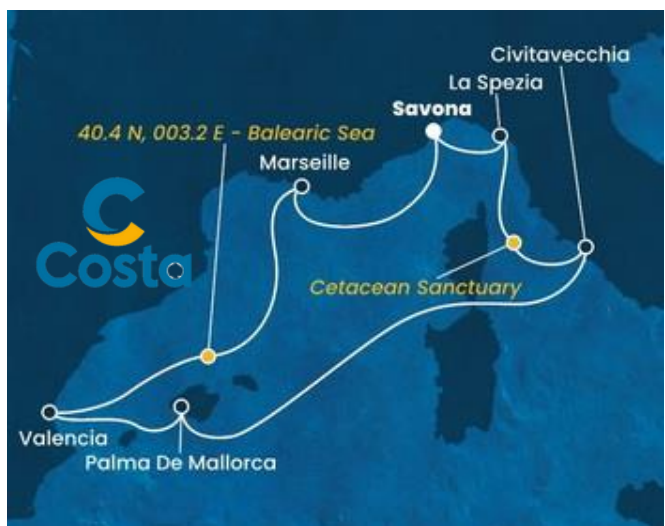 Civitavecchia
La Spezia
Savona
40.4 N, 003.2 E - Balearic Sea
Marseille
Costa
Cetacean Sanctuary
Valencia
Palma De Mallorca